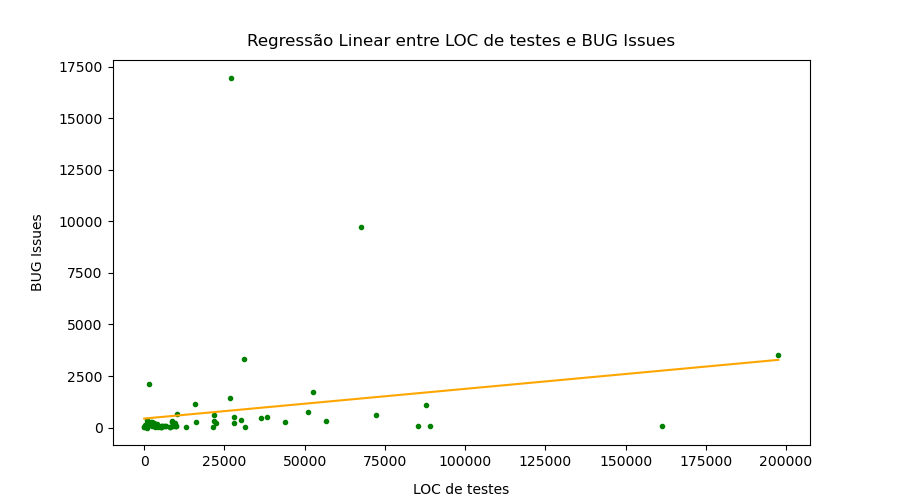 Regressão Linear entre LOC de testes e BUG Issues
17500
15000
12500
10000
7500
5000
2500
0
BUG Issues
0 25000 50000 75000 100000 125000 150000 175000 200000
LOC de testes